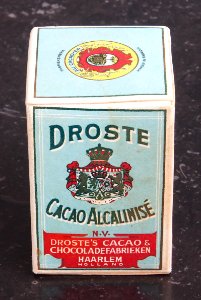 DROSTE
CACAO ALCALINISÉ
N.V.
DROSTE'S CACAO &
CHOCOLADEFABRIEKEN
HAARLEM
HOLLAND